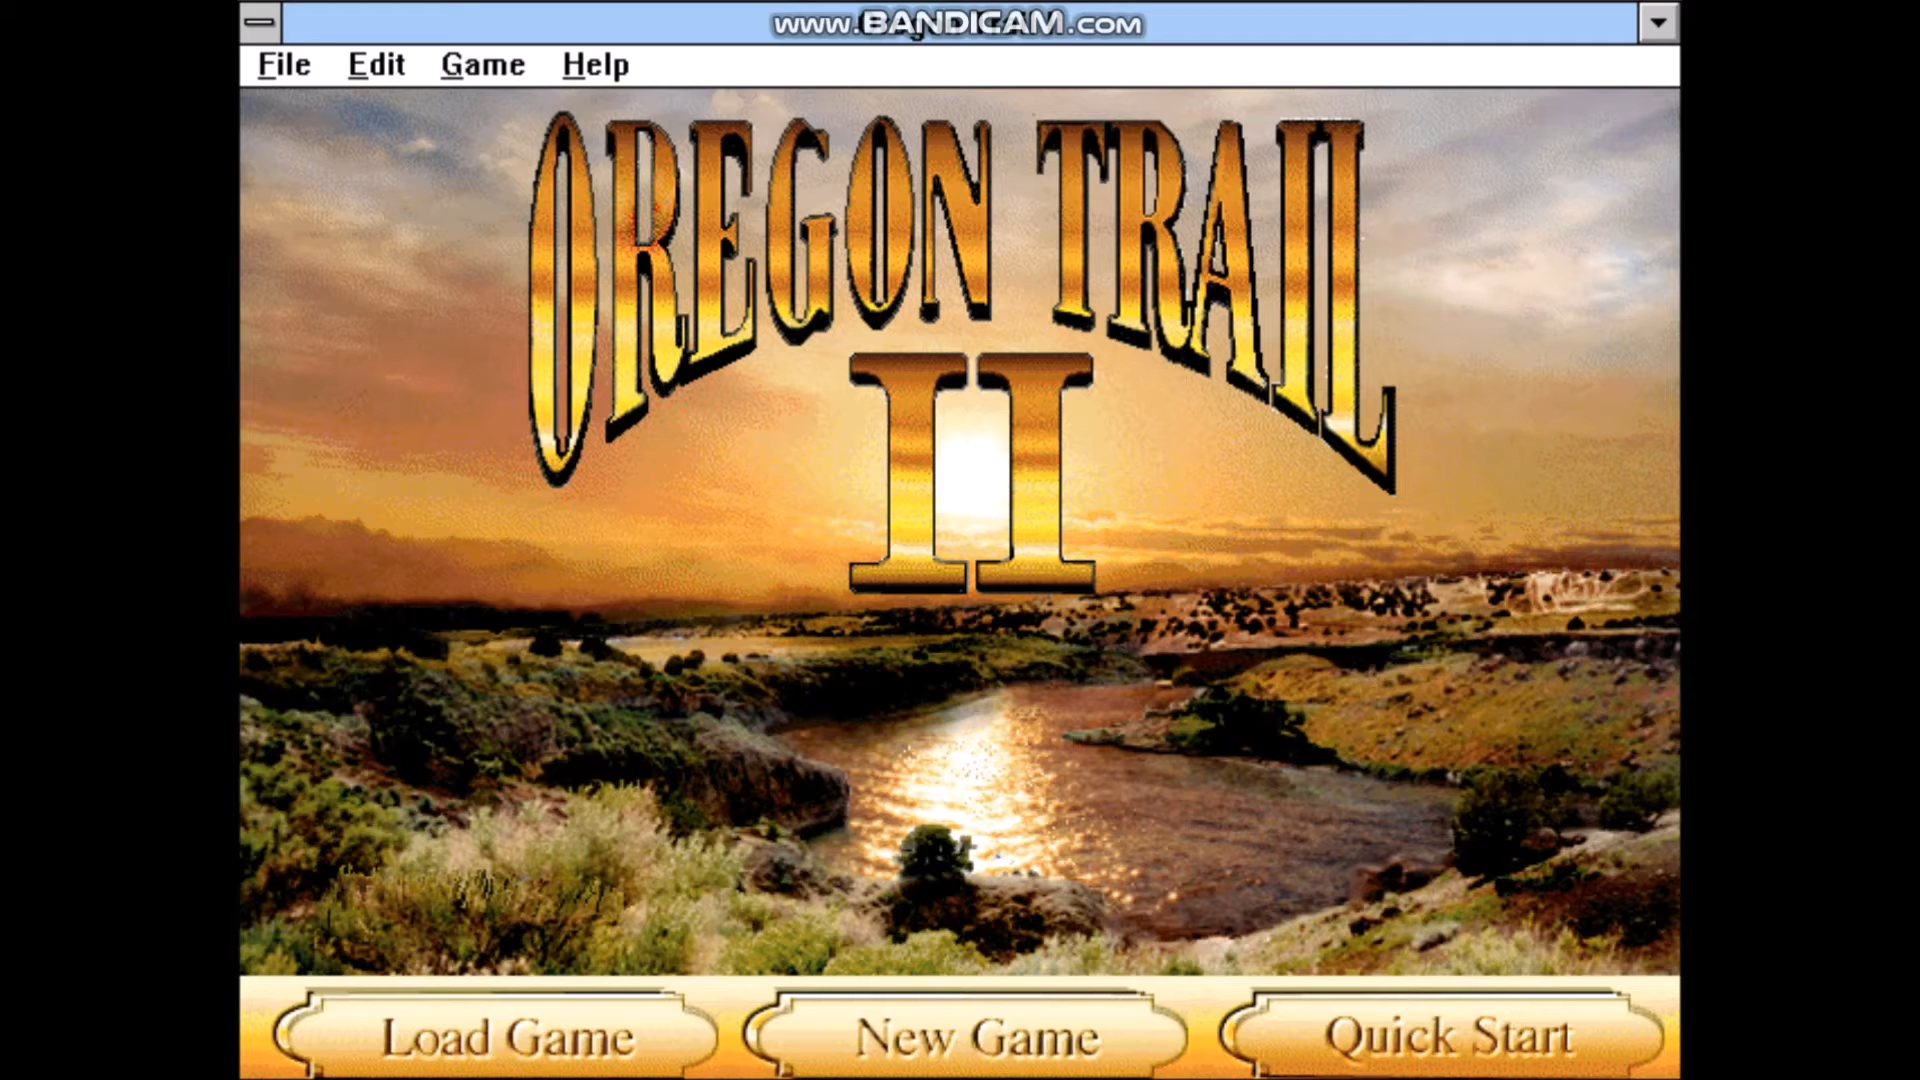 www.BANDICAM.com
File Edit Game Help
OREGON TRAIL
II
Load Game New Game Quick Start